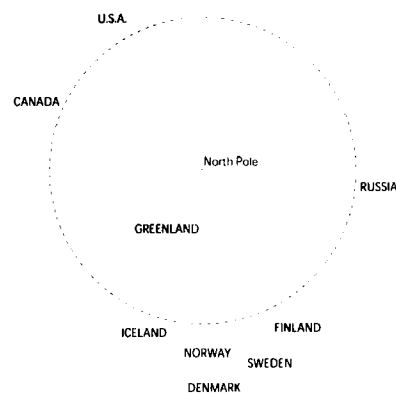 U.S.A.
CANADA
North Pole
RUSSIA
GREENLAND
ICELAND
FINLAND
NORWAY
SWEDEN
DENMARK